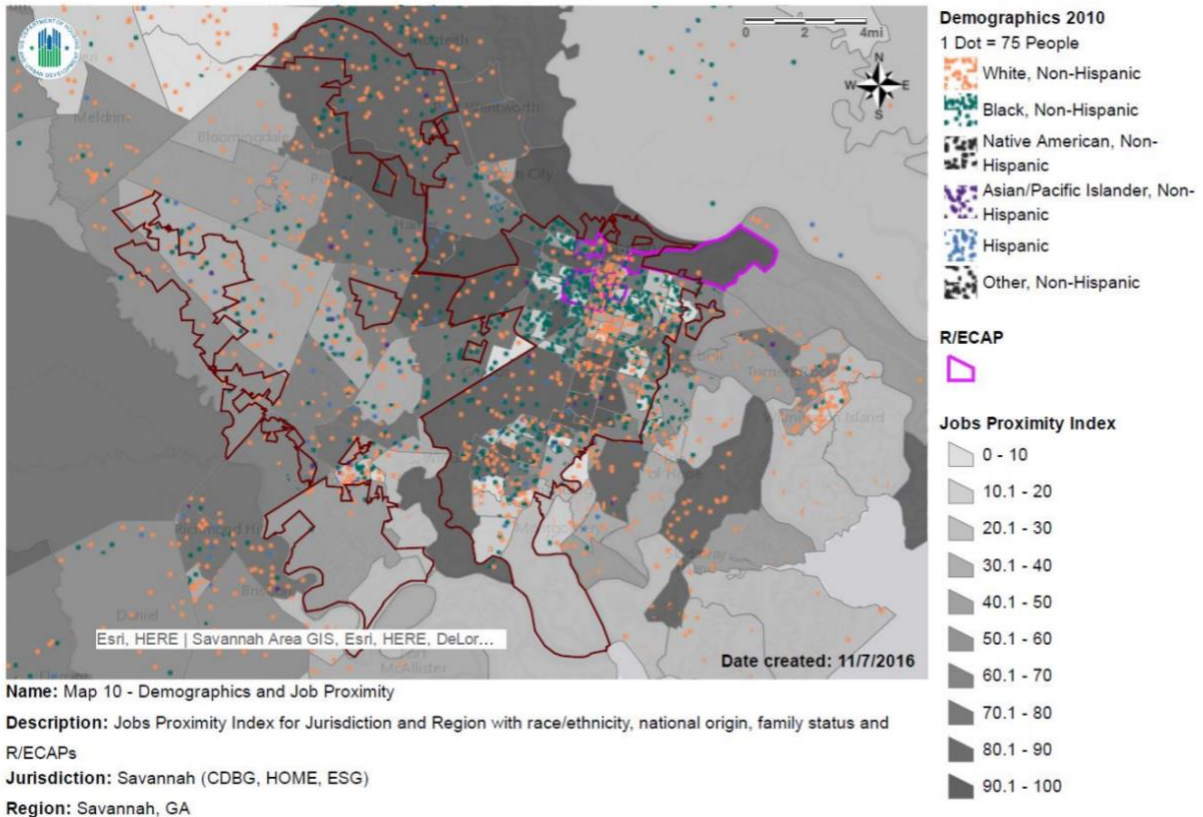 0 2 4mi
N
W E
S
Meldrim
Bloomingdale
Richmond Hill
Daniel
McAllister
Esri, HERE | Savannah Area GIS, Esri, HERE, DeLor...
Date created: 11/7/2016
Name: Map 10 - Demographics and Job Proximity
Description: Jobs Proximity Index for Jurisdiction and Region with race/ethnicity, national origin, family status and
R/ECAPs
Jurisdiction: Savannah (CDBG, HOME, ESG)
Region: Savannah, GA
Demographics 2010
1 Dot = 75 People
White, Non-Hispanic
Black, Non-Hispanic
Native American, Non-
Hispanic
Asian/Pacific Islander, Non-
Hispanic
Hispanic
Other, Non-Hispanic
R/ECAP
Jobs Proximity Index
0 - 10
10.1 - 20
20.1 - 30
30.1 - 40
40.1 - 50
50.1 - 60
60.1 - 70
70.1 - 80
80.1 - 90
90.1 - 100